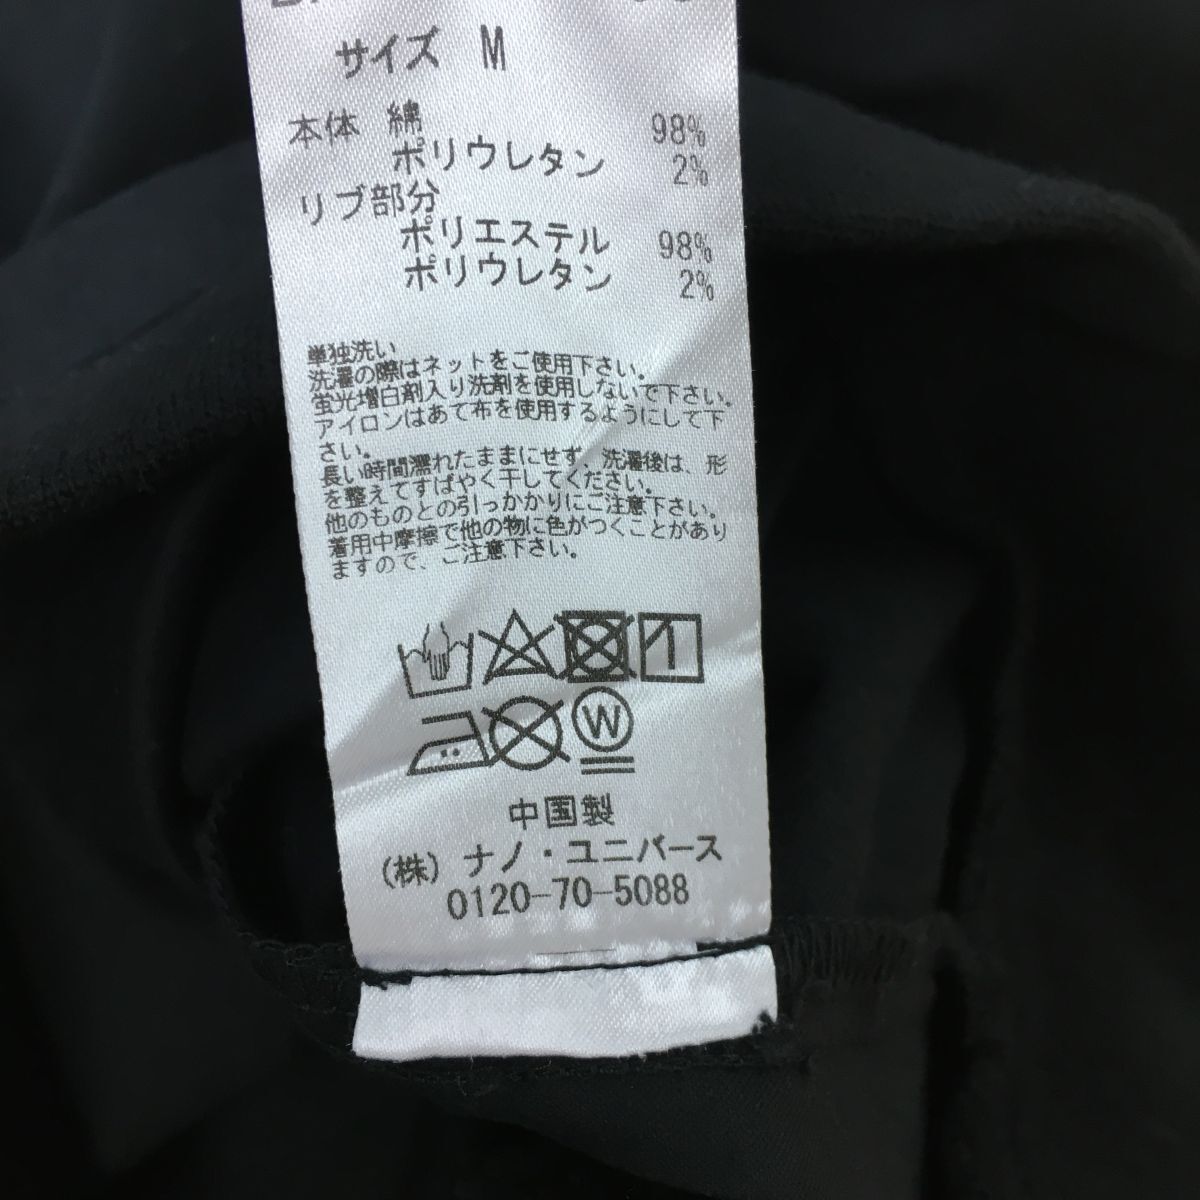 サイズ M
本体 綿 98%
ポリウレタン 2%
リブ部分
ポリエステル 98%
ポリウレタン 2%
単独洗い
洗濯の際はネットをご使用下さい。
蛍光増白剤入り洗剤を使用しないで下さい。
アイロンはあて布を使用するようにして下
さい。
長い時間濡れたままにせず、洗濯後は、形
を整えてすばやく干してください。
他のものとの引っかかりにご注意下さい。
着用中摩擦で他の物に色がつくことがあり
ますので、ご注意下さい。
W
中国製
(株) ナノ・ユニバース
0120-70-5088